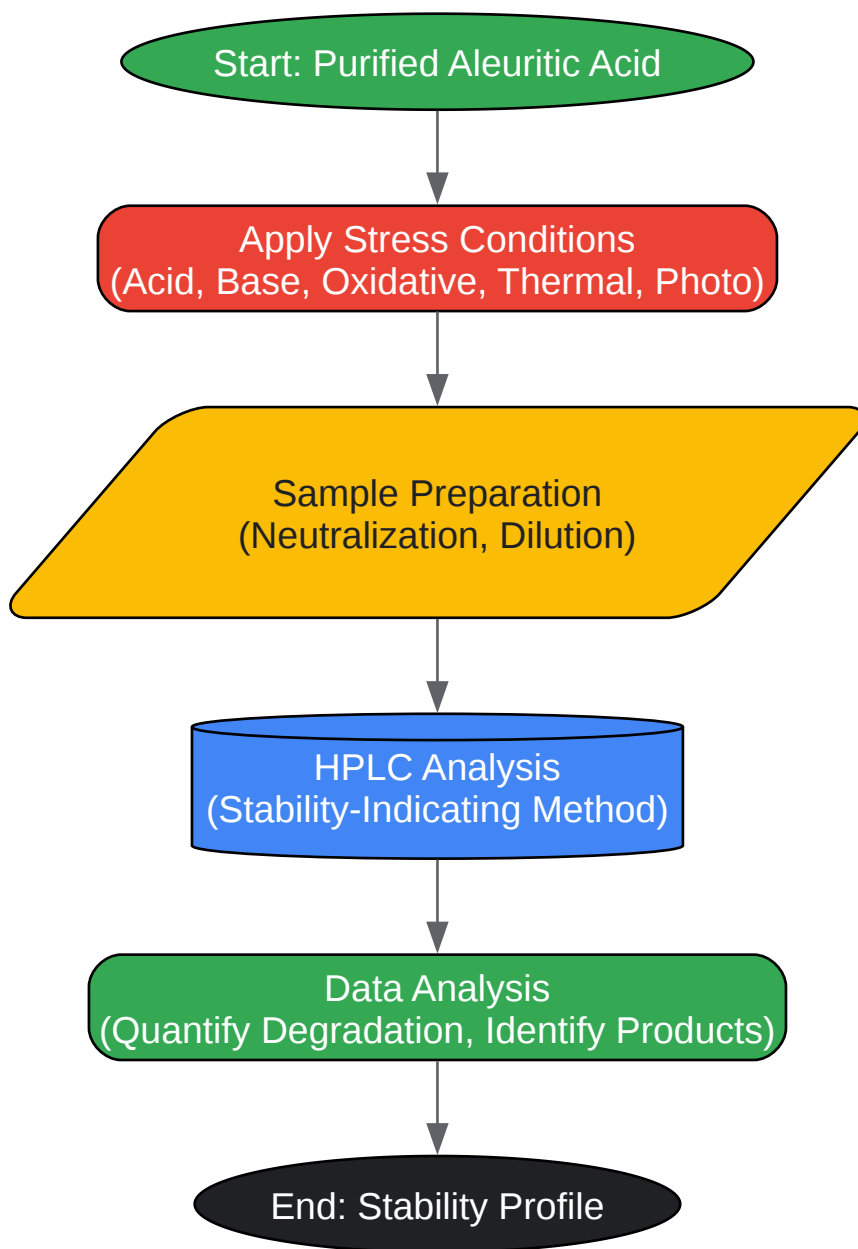 Start: Purified Aleuritic Acid
Apply Stress Conditions
(Acid, Base, Oxidative, Thermal, Photo)
Sample Preparation
(Neutralization, Dilution)
HPLC Analysis
(Stability-Indicating Method)
Data Analysis
(Quantify Degradation, Identify Products)
End: Stability Profile